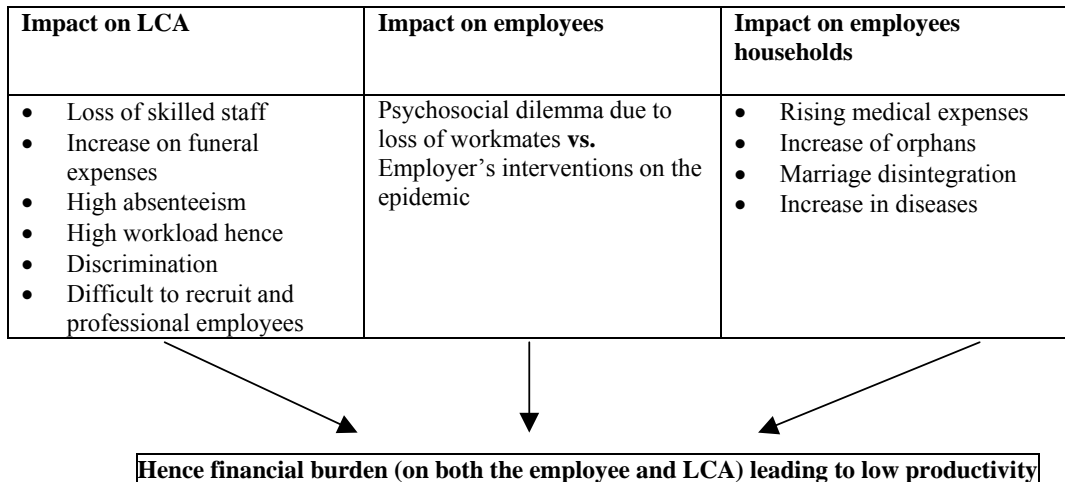 Impact on LCA
Impact on employees
Impact on employees
households
• Loss of skilled staff
• Increase on funeral
expenses
• High absenteeism
• High workload hence
• Discrimination
• Difficult to recruit and
professional employees
Psychosocial dilemma due to
loss of workmates vs.
Employer's interventions on the
epidemic
• Rising medical expenses
• Increase of orphans
• Marriage disintegration
• Increase in diseases
Hence financial burden (on both the employee and LCA) leading to low productivity